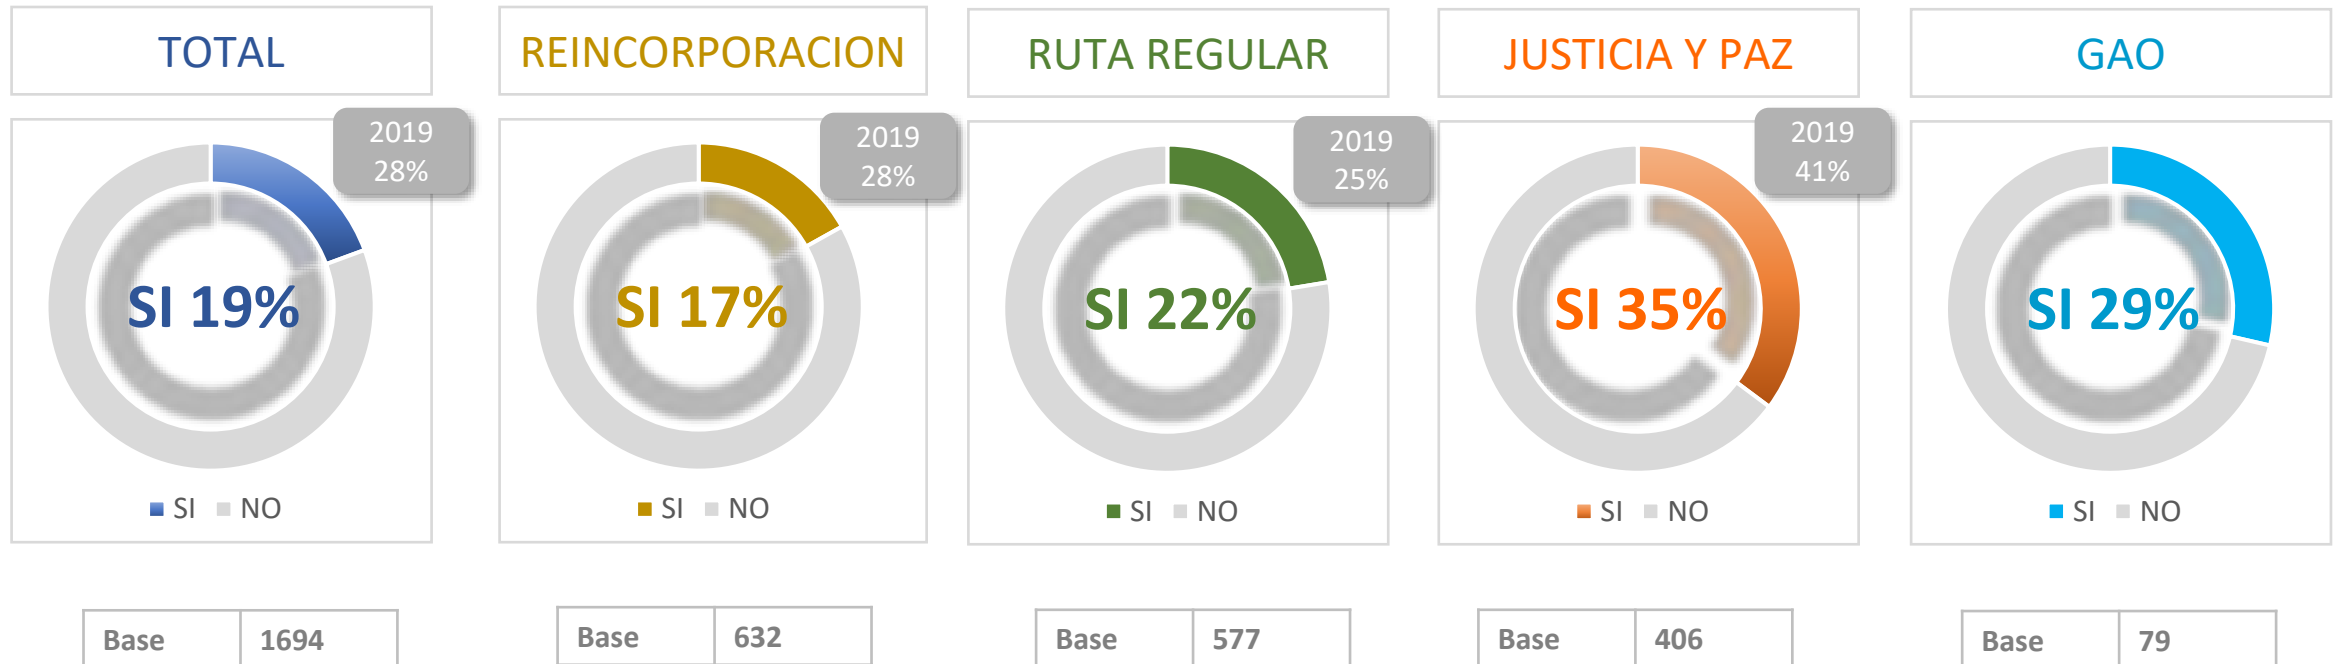 TOTAL
2019
28%
SI 19%
SI NO
Base 1694
REINCORPORACION
2019
28%
SI 17%
SI NO
Base 632
RUTA REGULAR
2019
25%
SI 22%
SI NO
Base 577
JUSTICIA Y PAZ
2019
41%
SI 35%
SI NO
Base 406
GAO
SI 29%
SI NO
Base 79